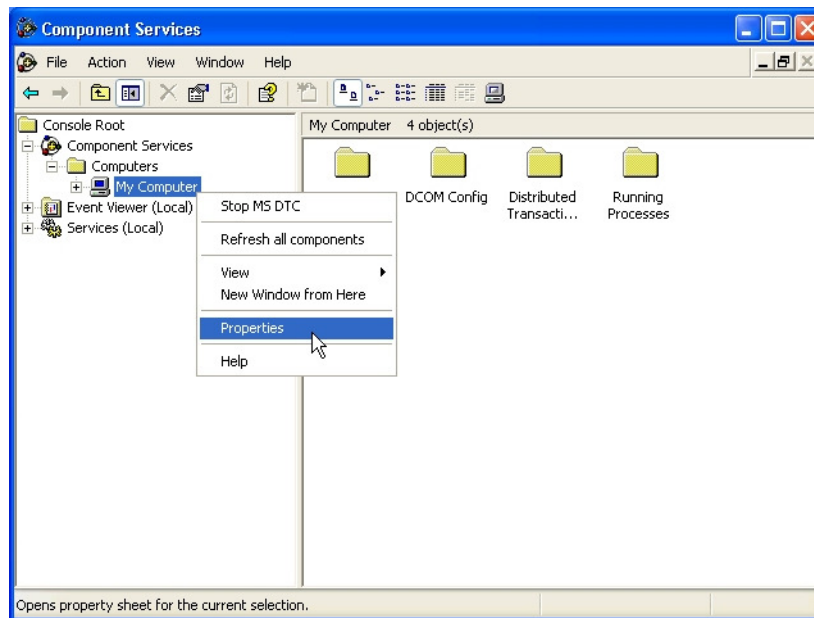 Component Services
File Action View Window Help
Console Root
Component Services
Computers
My Computer
Event Viewer (Local)
Services (Local)
My Computer 4 object(s)
DCOM Config
Distributed
Transacti...
Running
Processes
Stop MS DTC
Refresh all components
View
New Window from Here
Properties
Help
Opens property sheet for the current selection.